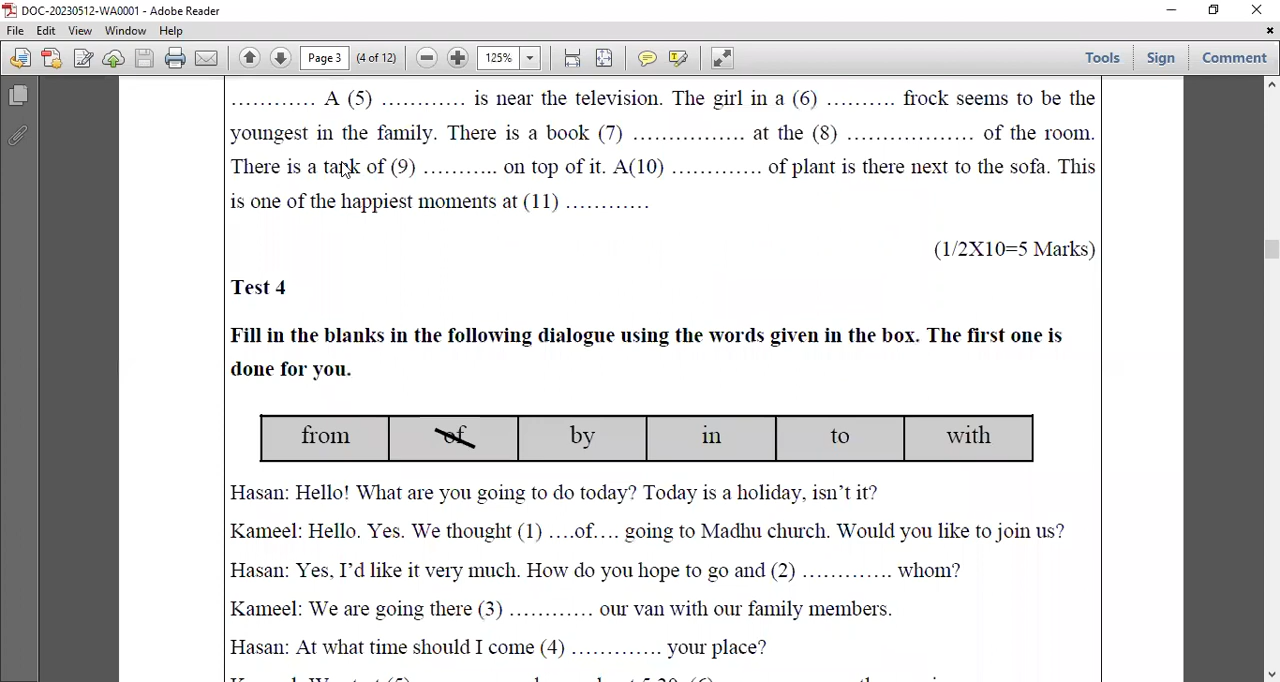 DOC-20230512-WA0001 - Adobe Reader
File Edit View Window Help
Page 3 (4 of 12) 125% Tools Sign Comment
………… A (5) ………… is near the television. The girl in a (6) ………. frock seems to be the
youngest in the family. There is a book (7) ……………. at the (8) ………………. of the room.
There is a tank of (9) ……….. on top of it. A(10) …………. of plant is there next to the sofa. This
is one of the happiest moments at (11) …………
(1/2X10=5 Marks)
Test 4
Fill in the blanks in the following dialogue using the words given in the box. The first one is
done for you.
from of by in to with
Hasan: Hello! What are you going to do today? Today is a holiday, isn’t it?
Kameel: Hello. Yes. We thought (1) ….of…. going to Madhu church. Would you like to join us?
Hasan: Yes, I’d like it very much. How do you hope to go and (2) …………. whom?
Kameel: We are going there (3) ………… our van with our family members.
Hasan: At what time should I come (4) …………. your place?